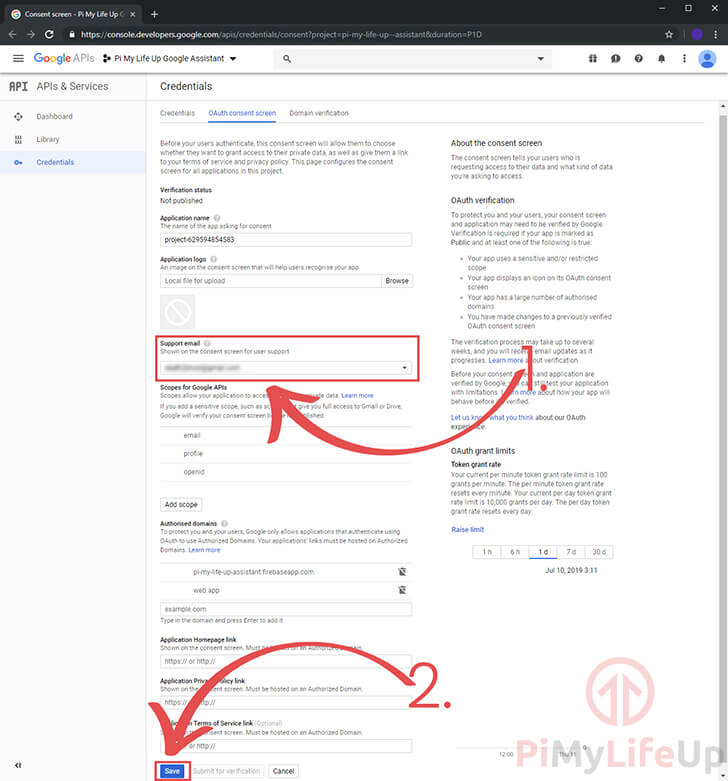 Consent screen - Pi My Life Up G
https://console.developers.google.com/apis/credentials/consent?project=pi-my-life-up--assistant&duration=P1D
Google APIs
Pi My Life Up Google Assistant
API APIs & Services
Credentials
Dashboard
Library
Credentials
Credentials
OAuth consent screen
Domain verification
Before your users authenticate, this consent screen will allow them to choose
whether they want to grant access to their private data, as well as give them a link
to your terms of service and privacy policy. This page configures the consent
screen for all applications in this project.
Verification status
Not published
Application name
The name of the app asking for consent
project-629594854583
Application logo
An image on the consent screen that will help users recognise your app
Local file for upload
Browse
Support email
Shown on the consent screen for user support
Scopes for Google APIs
Scopes allow your application to access your private data. Learn more
If you add a sensitive scope, such as scopes that give you full access to Gmail or Drive,
Google will verify your consent screen before it's published.
email
profile
openid
Add scope
Authorised domains
To protect you and your users, Google only allows applications that authenticate using
OAuth to use Authorized Domains. Your applications' links must be hosted on Authorized
Domains. Learn more
pi-my-life-up-assistant.firebaseapp.com
web.app
example.com
Type in the domain and press Enter to add it
Application Homepage link
Shown on the consent screen. Must be hosted on an Authorized Domain.
https:// or http://
Application Privacy Policy link
Shown on the consent screen. Must be hosted on an Authorized Domain.
https:// or http://
Application Terms of Service link (Optional)
Shown on the consent screen. Must be hosted on an Authorized Domain.
https:// or http://
Save
Submit for verification
Cancel
About the consent screen
The consent screen tells your users who is
requesting access to their data and what kind of data
you're asking to access.
OAuth verification
To protect you and your users, your consent screen
and application may need to be verified by Google.
Verification is required if your app is marked as
Public and at least one of the following is true:
Your app uses a sensitive and/or restricted
scope
Your app displays an icon on its OAuth consent
screen
Your app has a large number of authorised
domains
You have made changes to a previously verified
OAuth consent screen
The verification process may take up to several
weeks, and you will receive email updates as it
progresses. Learn more about verification.
Before your consent screen and application are
verified by Google, you can still test your application
with limitations. Learn more about how your app will
behave before it's verified.
Let us know what you think about our OAuth
experience.
OAuth grant limits
Token grant rate
Your current per minute token grant rate limit is 100
grants per minute. The per minute token grant rate
resets every minute. Your current per day token grant
rate limit is 10,000 grants per day. The per day token
grant rate resets every day.
Raise limit
1 h
6 h
1 d
7 d
30 d
Jul 10, 2019 3:11
12:00
Thu 11
0
1.
2.
PiMyLifeUp